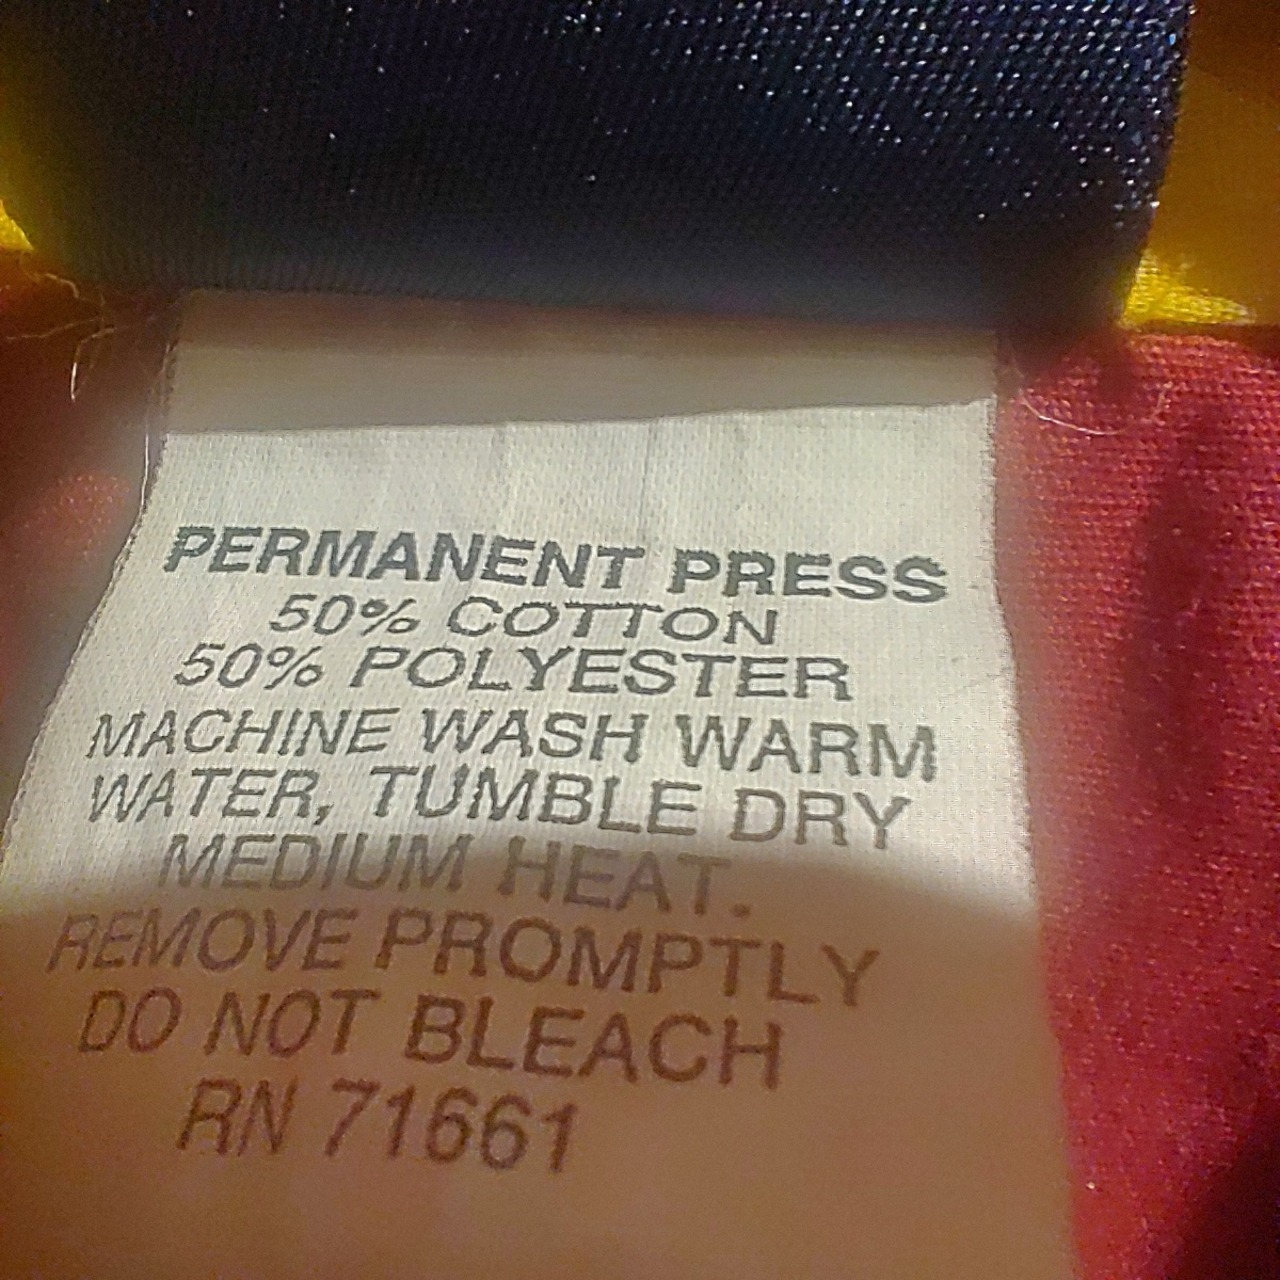 PERMANENT PRESS
50% COTTON
50% POLYESTER
MACHINE WASH WARM
WATER, TUMBLE DRY
MEDIUM HEAT.
REMOVE PROMPTLY
DO NOT BLEACH
RN 71661